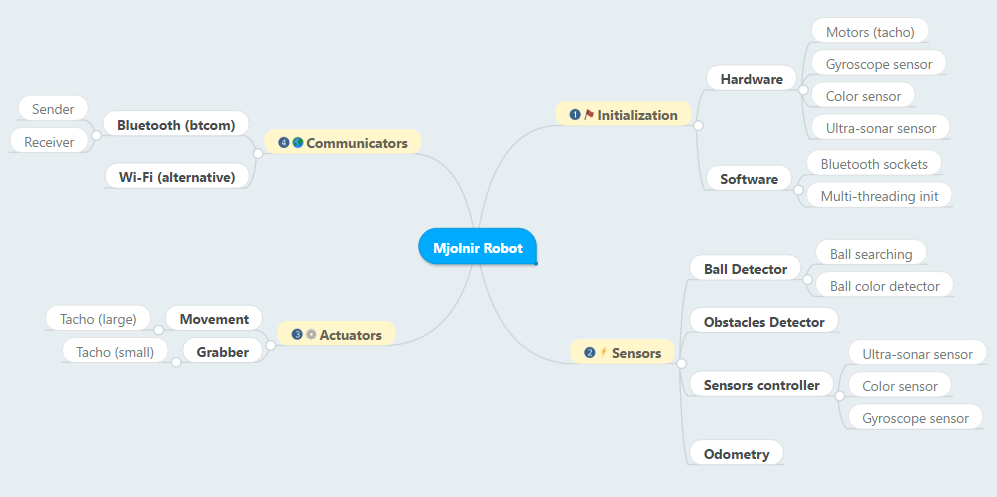 Mjolnir Robot
1 Initialization
Hardware
Motors (tacho)
Gyroscope sensor
Color sensor
Ultra-sonar sensor
Software
Bluetooth sockets
Multi-threading init
2 Sensors
Ball Detector
Ball searching
Ball color detector
Obstacles Detector
Sensors controller
Ultra-sonar sensor
Color sensor
Gyroscope sensor
Odometry
3 Actuators
Movement
Tacho (large)
Grabber
Tacho (small)
4 Communicators
Bluetooth (btcom)
Sender
Receiver
Wi-Fi (alternative)